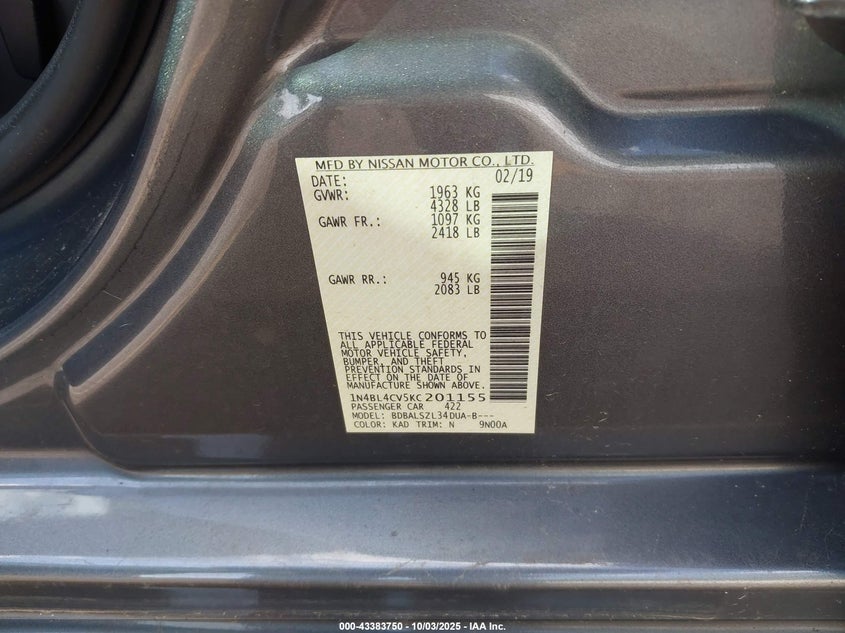 MFD BY NISSAN MOTOR CO., LTD.
DATE: 02/19
GVWR: 1963 KG
4328 LB
GAWR FR.: 1097 KG
2418 LB
GAWR RR.: 945 KG
2083 LB
THIS VEHICLE CONFORMS TO
ALL APPLICABLE FEDERAL
MOTOR VEHICLE SAFETY,
BUMPER, AND THEFT
PREVENTION STANDARDS IN
EFFECT ON THE DATE OF
MANUFACTURE SHOWN ABOVE.
1N4BL4CV5KC201155
PASSENGER CAR 422
MODEL: BDBALSZL34DUA-B---
COLOR: KAD TRIM: N 9N00A
000-43383750 - 10/03/2025 - IAA Inc.